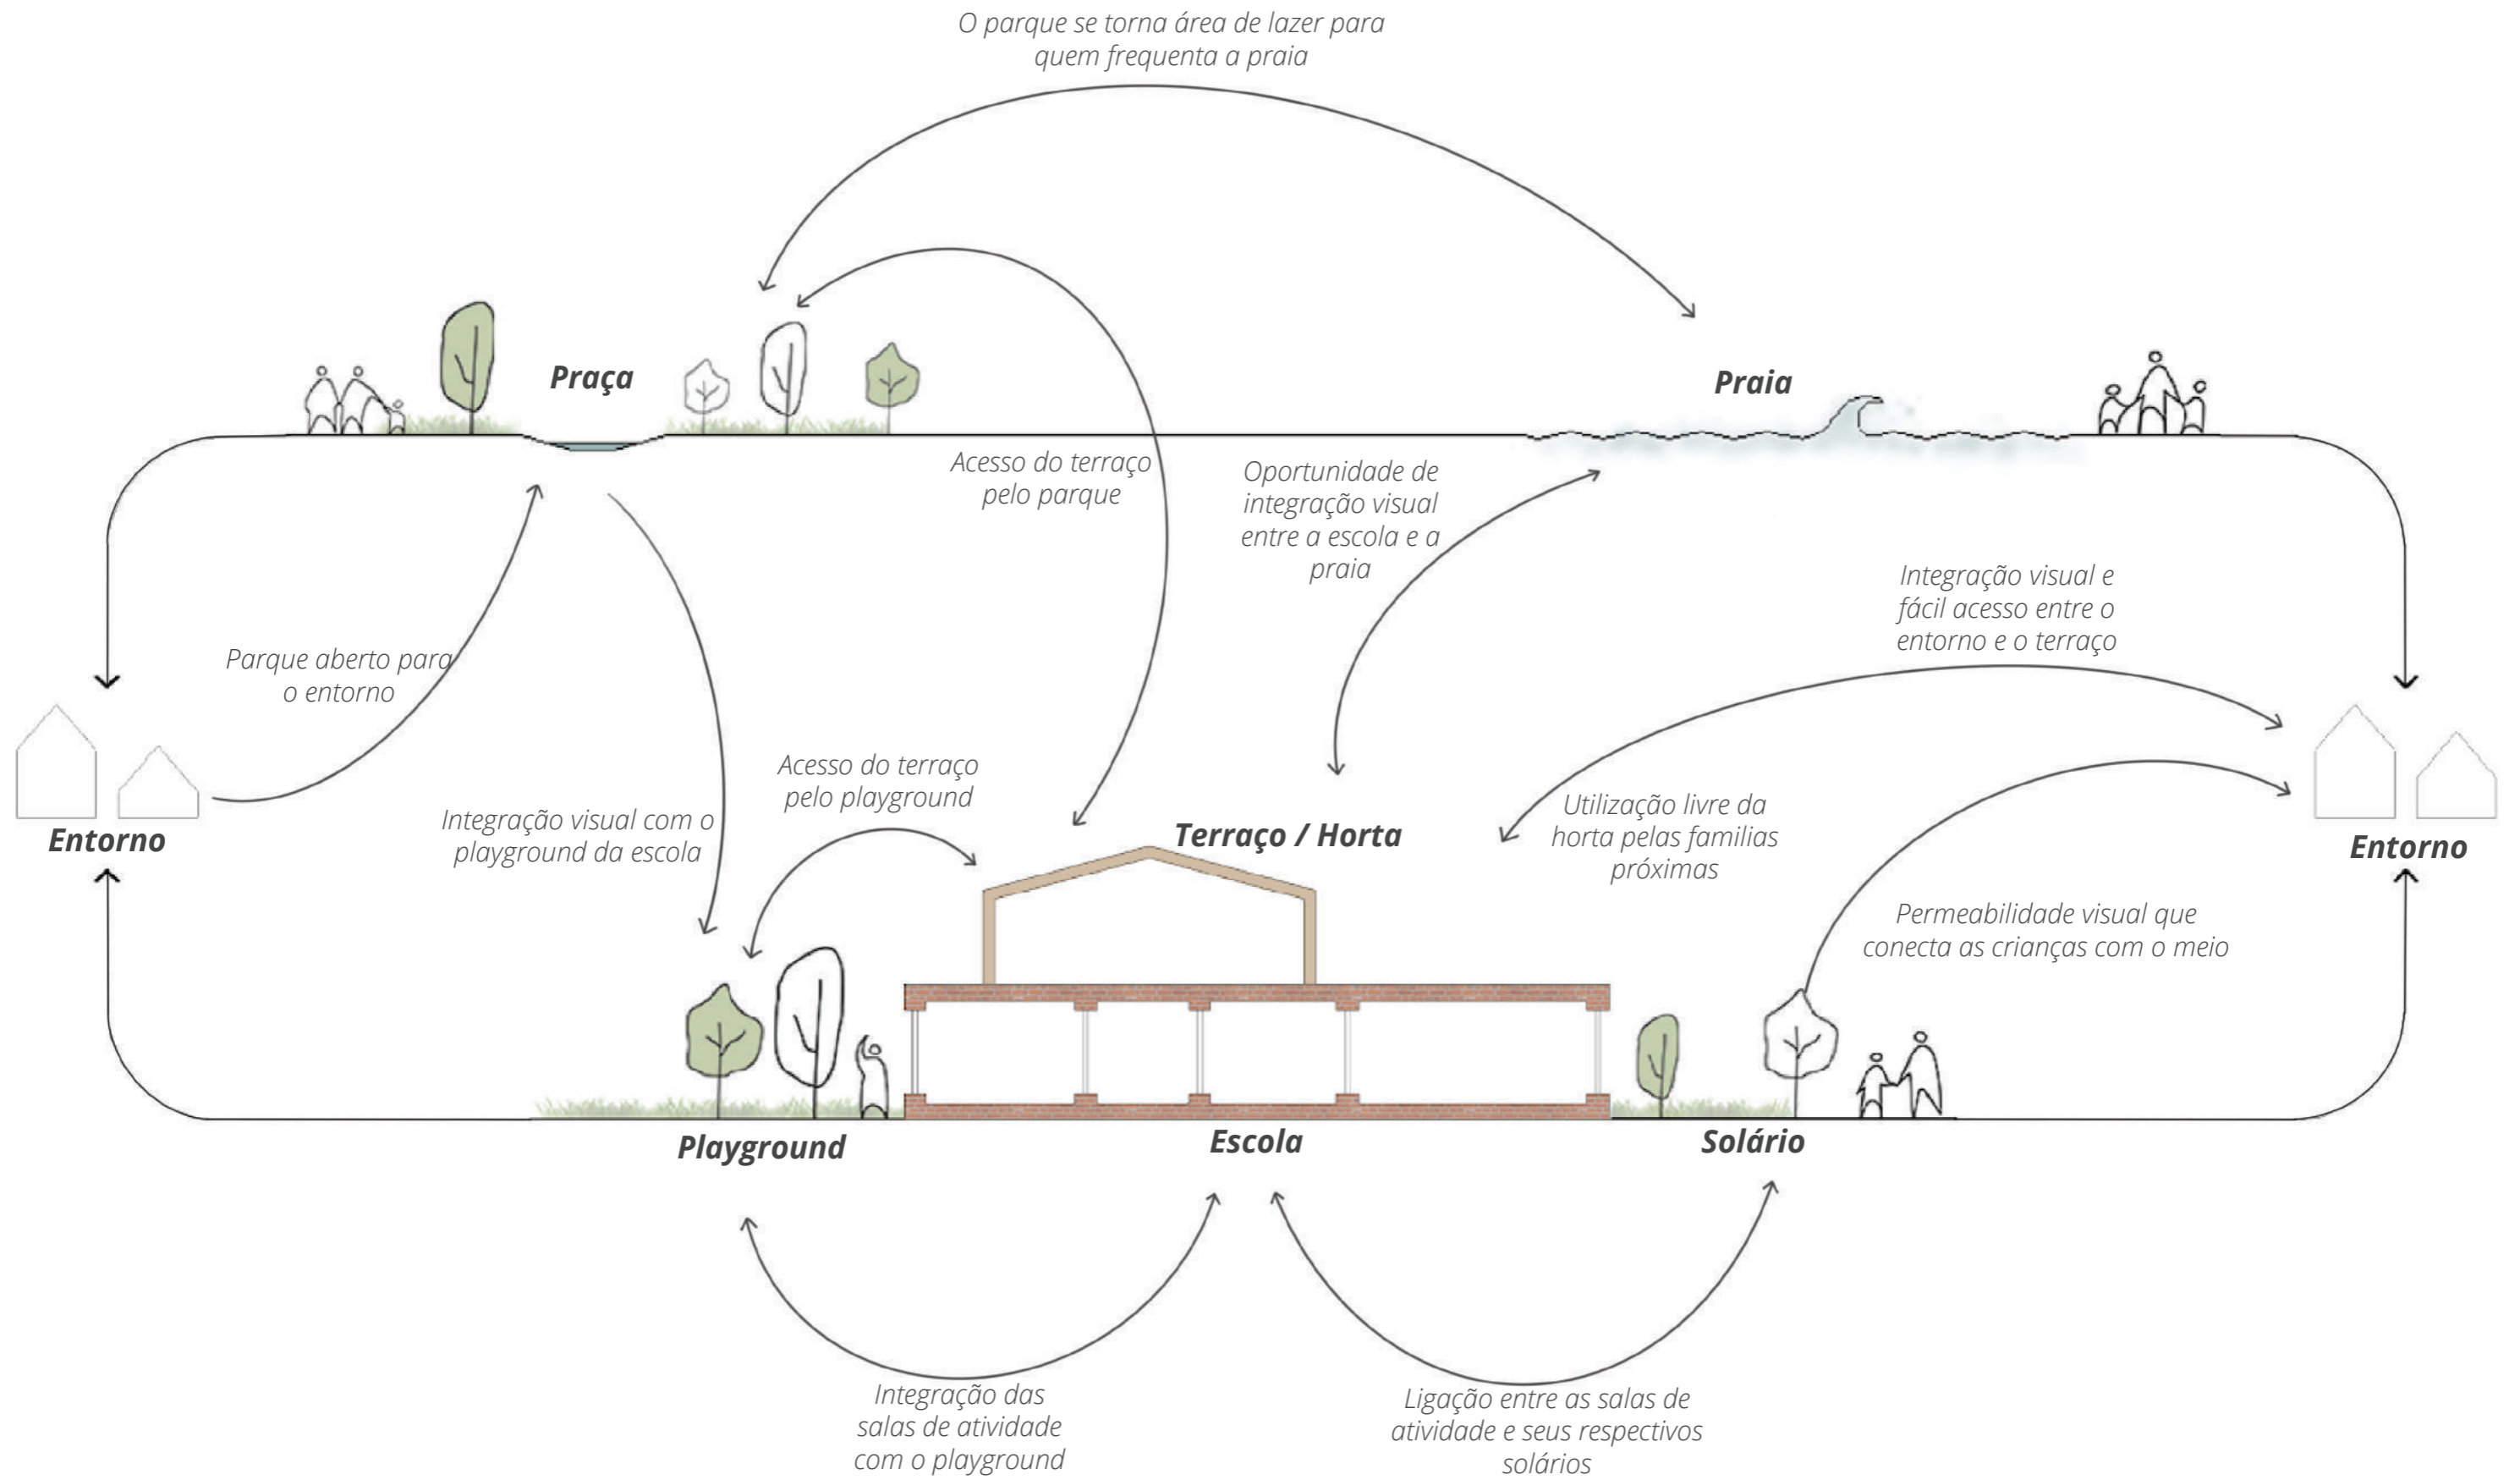 O parque se torna área de lazer para
quem frequenta a praia
Praça
Praia
Acesso do terraço
pelo parque
Oportunidade de
integração visual
entre a escola e a
praia
Integração visual e
fácil acesso entre o
entorno e o terraço
Parque aberto para
o entorno
Entorno
Integração visual com o
playground da escola
Acesso do terraço
pelo playground
Terraço / Horta
Utilização livre da
horta pelas familias
próximas
Entorno
Permeabilidade visual que
conecta as crianças com o meio
Playground
Escola
Solário
Integração das
salas de atividade
com o playground
Ligação entre as salas de
atividade e seus respectivos
solários